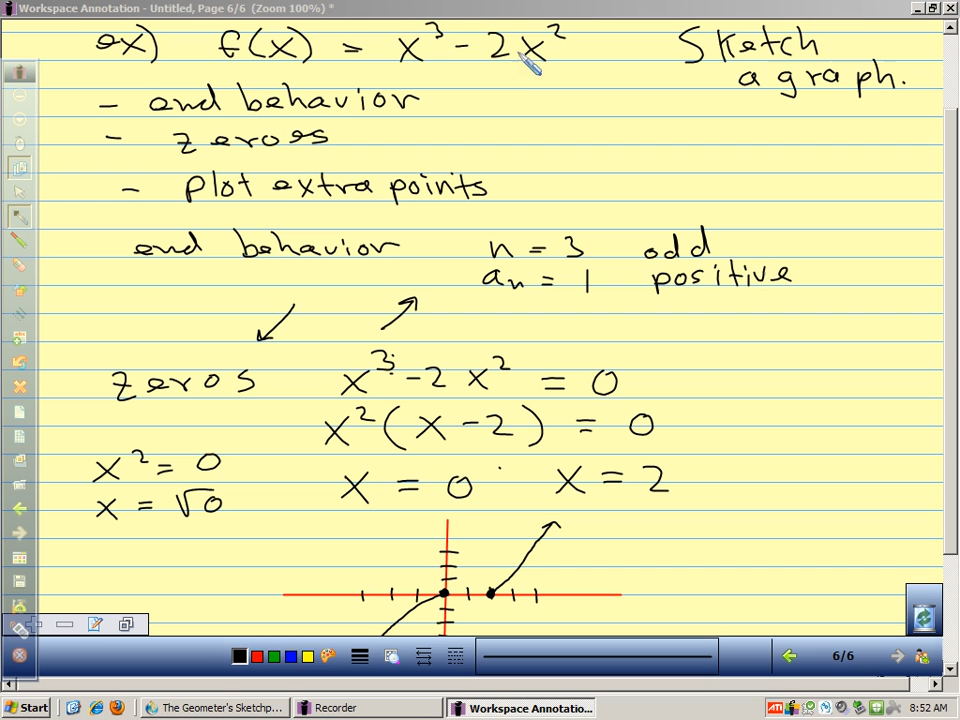 Workspace Annotation - Untitled, Page 6/6 (Zoom 100%) *
ex) f(x) = x³ - 2x² Sketch
a graph.
- end behavior
- zeroes
- plot extra points
end behavior n = 3 odd
aₙ = 1 positive
zeros x³ - 2x² = 0
x²(x - 2) = 0
x² = 0
x = √0 x = 0 x = 2
6/6
Start The Geometer's Sketchp... Recorder Workspace Annotatio... ATI 8:52 AM